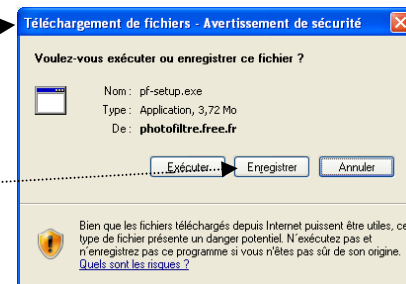 Téléchargement de fichiers - Avertissement de sécurité
Voulez-vous exécuter ou enregistrer ce fichier ?
Nom : pf-setup.exe
Type : Application, 3,72 Mo
De : photofiltre.free.fr
Exécuter Enregistrer Annuler
Bien que les fichiers téléchargés depuis Internet puissent être utiles, ce
type de fichier présente un danger potentiel. N'exécutez pas et
n'enregistrez pas ce programme si vous n'êtes pas sûr de son origine.
Quels sont les risques ?